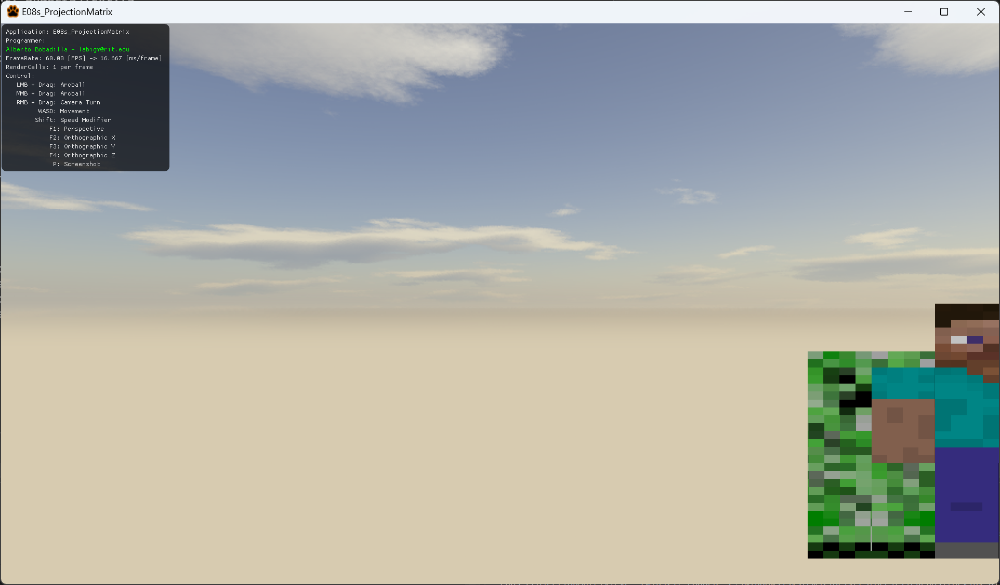 E08s_ProjectionMatrix
Application: E08s_ProjectionMatrix
Programmer:
Alberto Bobadilla - labigm@rit.edu
FrameRate: 60.00 [FPS] -> 16.667 [ms/frame]
RenderCalls: 1 per frame
Control:
LMB + Drag: Arcball
MMB + Drag: Arcball
RMB + Drag: Camera Turn
WASD: Movement
Shift: Speed Modifier
F1: Perspective
F2: Orthographic X
F3: Orthographic Y
F4: Orthographic Z
P: Screenshot